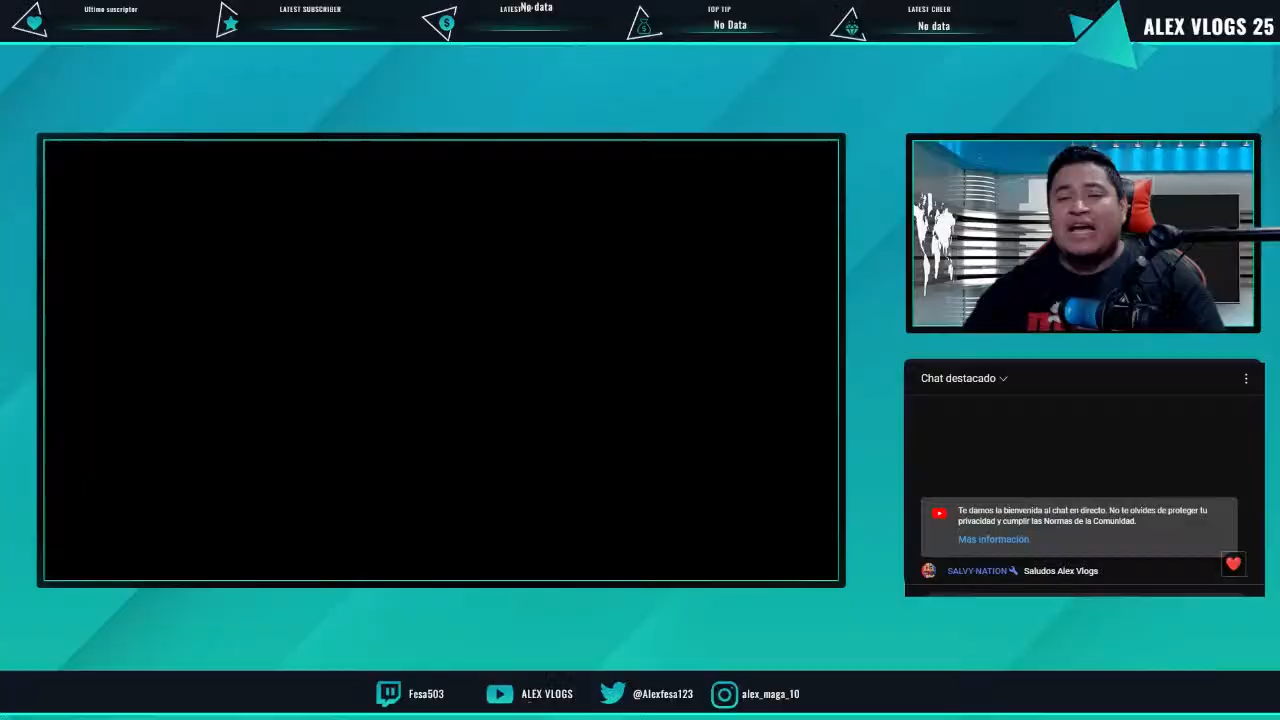 Ultimo suscriptor
LATEST SUBSCRIBER
LATEST
No data
TOP TIP
No Data
LATEST CHEER
No data
ALEX VLOGS 25
Chat destacado
Te damos la bienvenida al chat en directo. No te olvides de proteger tu
privacidad y cumplir las Normas de la Comunidad.
Más información
SALVY-NATION Saludos Alex Vlogs
Fesa503
ALEX VLOGS
@Alexfesa123
alex_maga_10